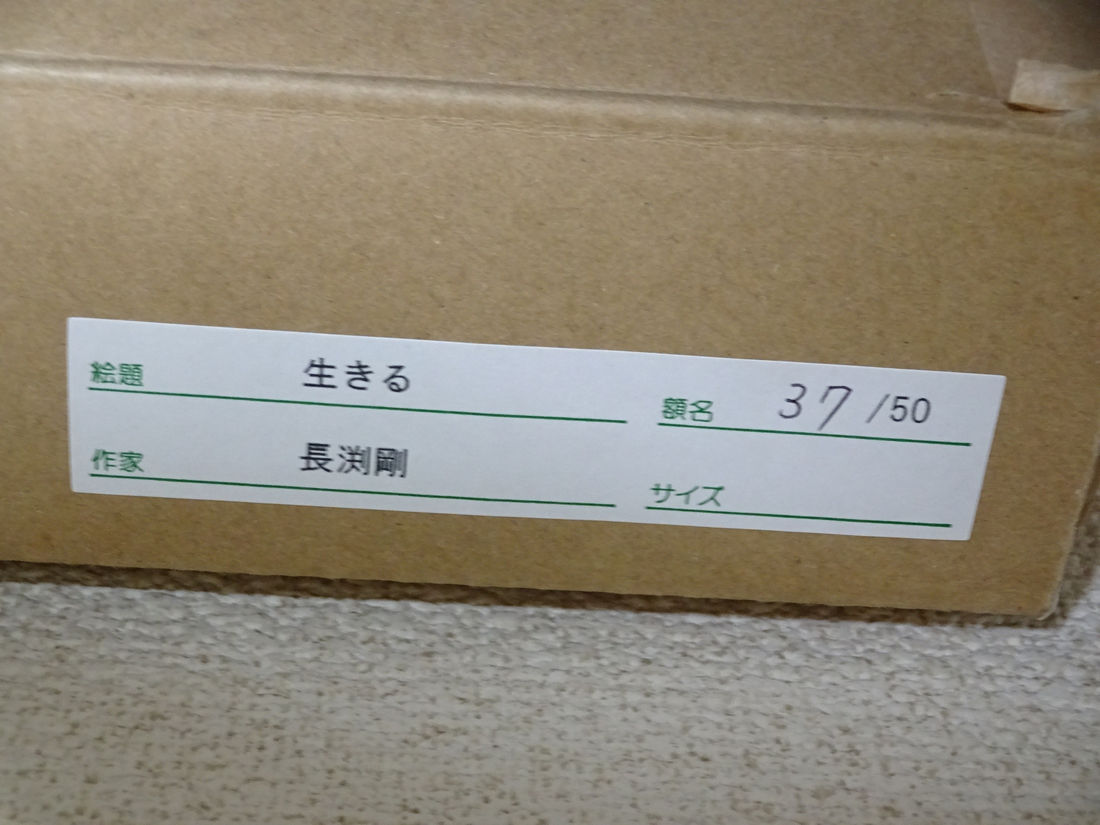 絵題 生きる
額名 37/50
作家 長渕剛
サイズ